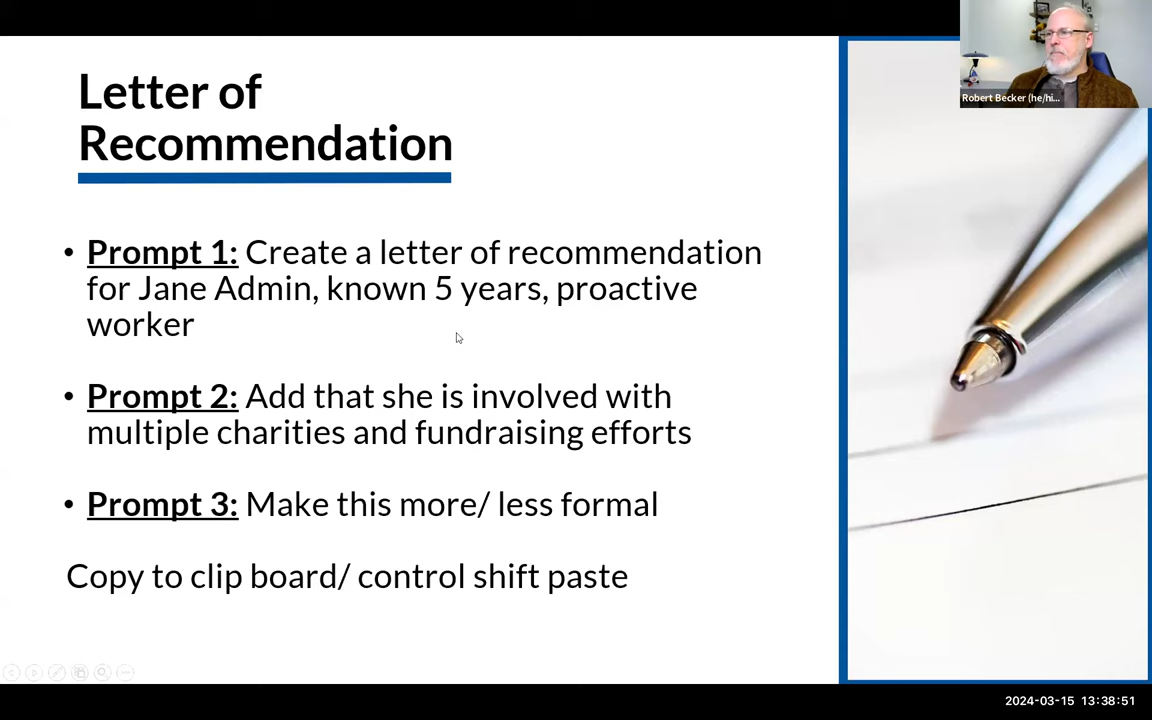 Letter of
Recommendation
Robert Becker (he/hi...
• Prompt 1: Create a letter of recommendation
for Jane Admin, known 5 years, proactive
worker
• Prompt 2: Add that she is involved with
multiple charities and fundraising efforts
• Prompt 3: Make this more/ less formal
Copy to clip board/ control shift paste
2024-03-15 13:38:51